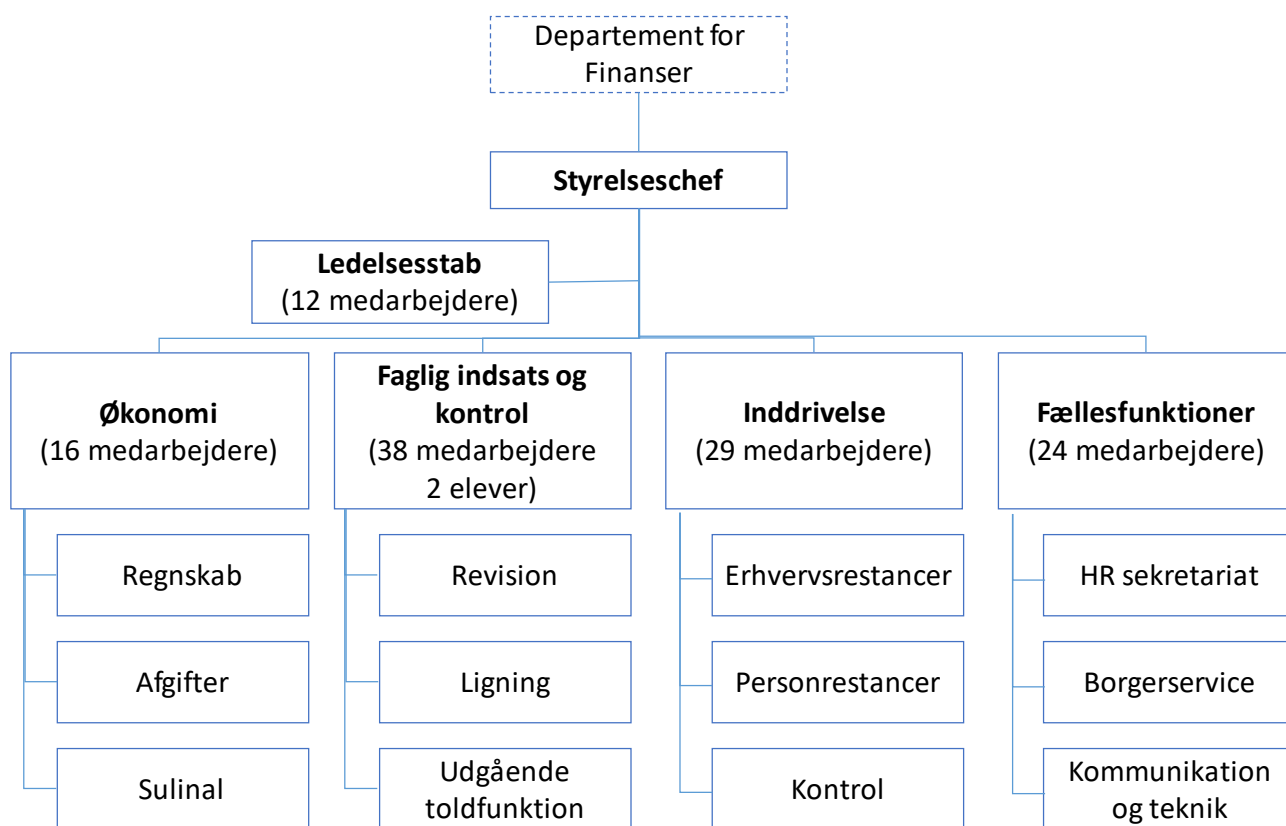 Departement for
Finanser
Styrelseschef
Ledelsesstab
(12 medarbejdere)
Økonomi
(16 medarbejdere)
Faglig indsats og
kontrol
(38 medarbejdere
2 elever)
Inddrivelse
(29 medarbejdere)
Fællesfunktioner
(24 medarbejdere)
Regnskab
Revision
Erhvervsrestancer
HR sekretariat
Afgifter
Ligning
Personrestancer
Borgerservice
Sulinal
Udgående
toldfunktion
Kontrol
Kommunikation
og teknik